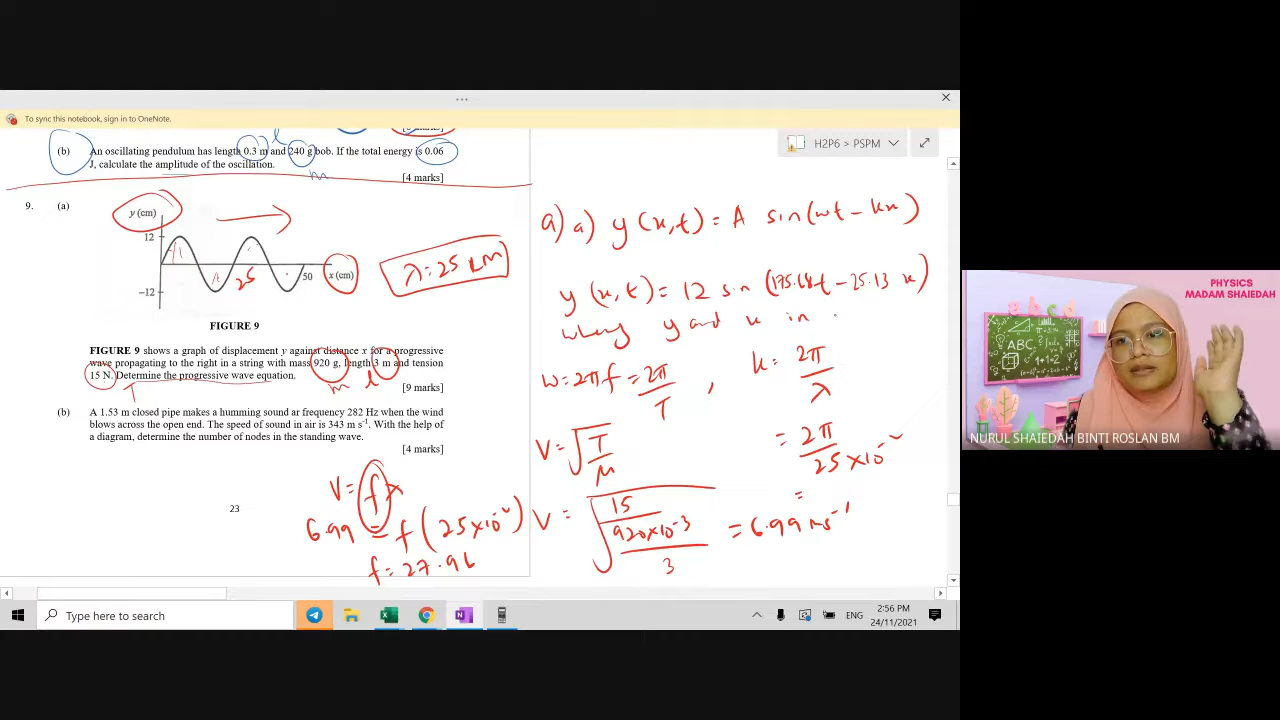 To sync this notebook, sign in to OneNote.
H2P6 > PSPM
(b) An oscillating pendulum has length 0.3 m and 240 g bob. If the total energy is 0.06
J, calculate the amplitude of the oscillation.
[4 marks]
l
m
9. (a)
y (cm)
12
-12
25
50
x (cm)
λ = 25 cm
FIGURE 9
FIGURE 9 shows a graph of displacement y against distance x for a progressive
wave propagating to the right in a string with mass 920 g, length 3 m and tension
15 N. Determine the progressive wave equation.
[9 marks]
m l
T
(b) A 1.53 m closed pipe makes a humming sound at frequency 282 Hz when the wind
blows across the open end. The speed of sound in air is 343 m s⁻¹. With the help of
a diagram, determine the number of nodes in the standing wave.
[4 marks]
23
V = fλ
6.99 = f (25×10⁻²)
f = 27.96
9) a) y (x,t) = A sin (wt - kx)
y (x,t) = 12 sin (175.68t - 25.13 x)
where y and x in
w = 2πf = 2π/T , k = 2π/λ
V = √(T/μ)
= 2π/25×10⁻²
=
V = √(15/(920×10⁻³/3)) = 6.99 ms⁻¹
ABC
PHYSICS
MADAM SHAIEDAH
NURUL SHAIEDAH BINTI ROSLAN BM
Type here to search
ENG
2:56 PM
24/11/2021